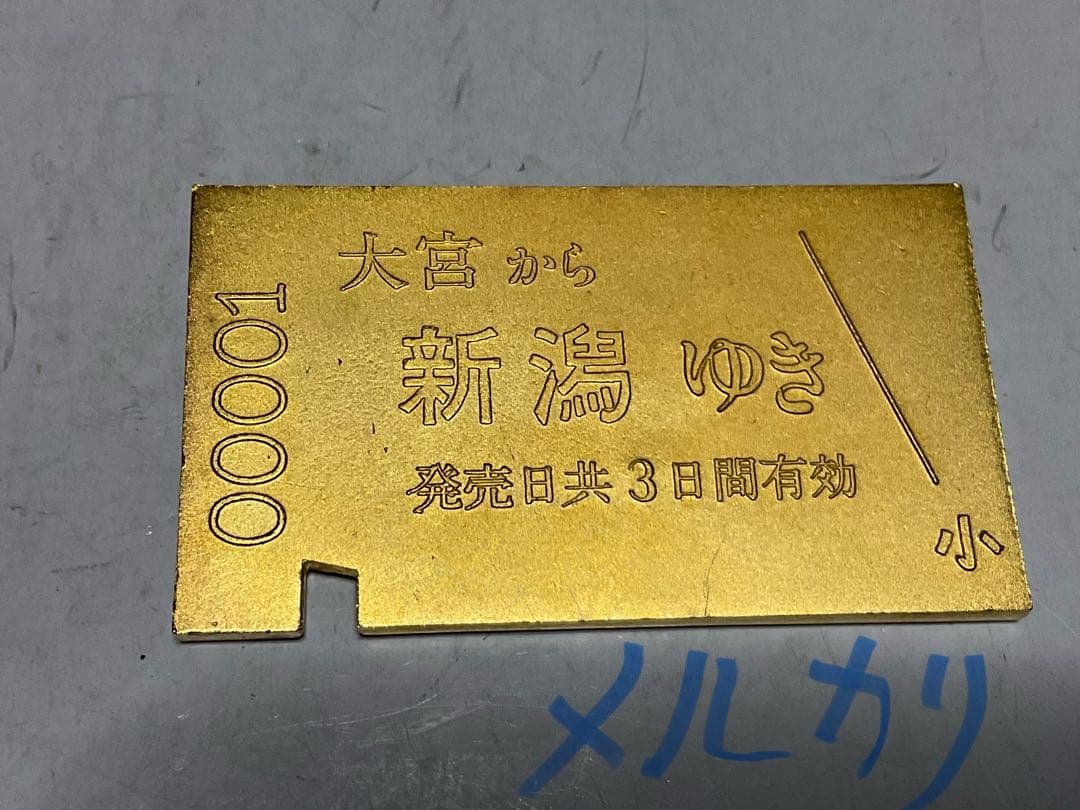 大宮から
新潟ゆき
発売日共3日間有効
00001
小
メルカリ